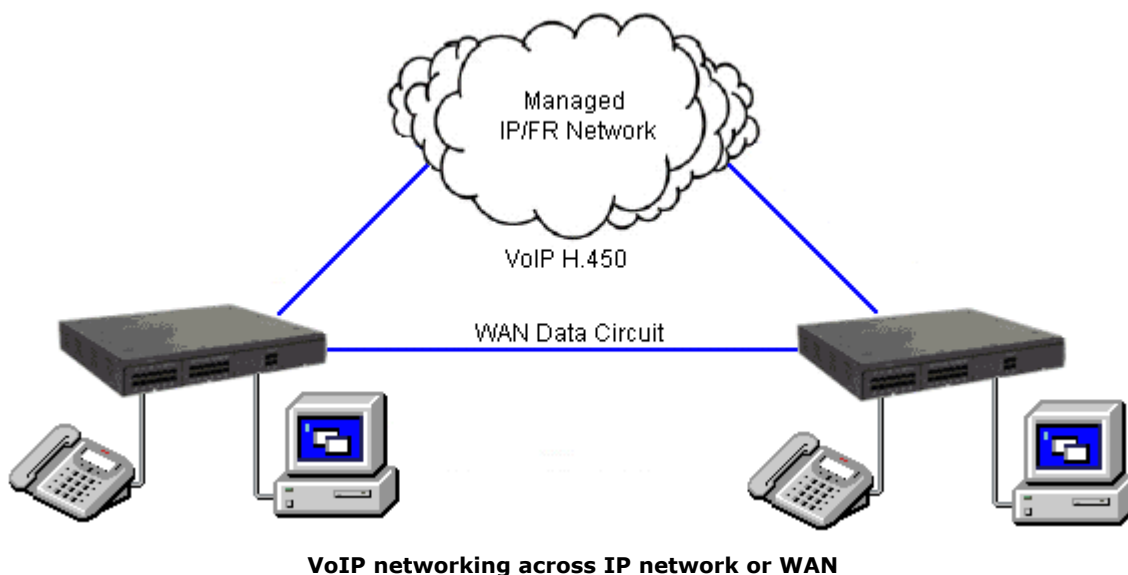 Managed
IP/FR Network
VoIP H.450
WAN Data Circuit
VoIP networking across IP network or WAN